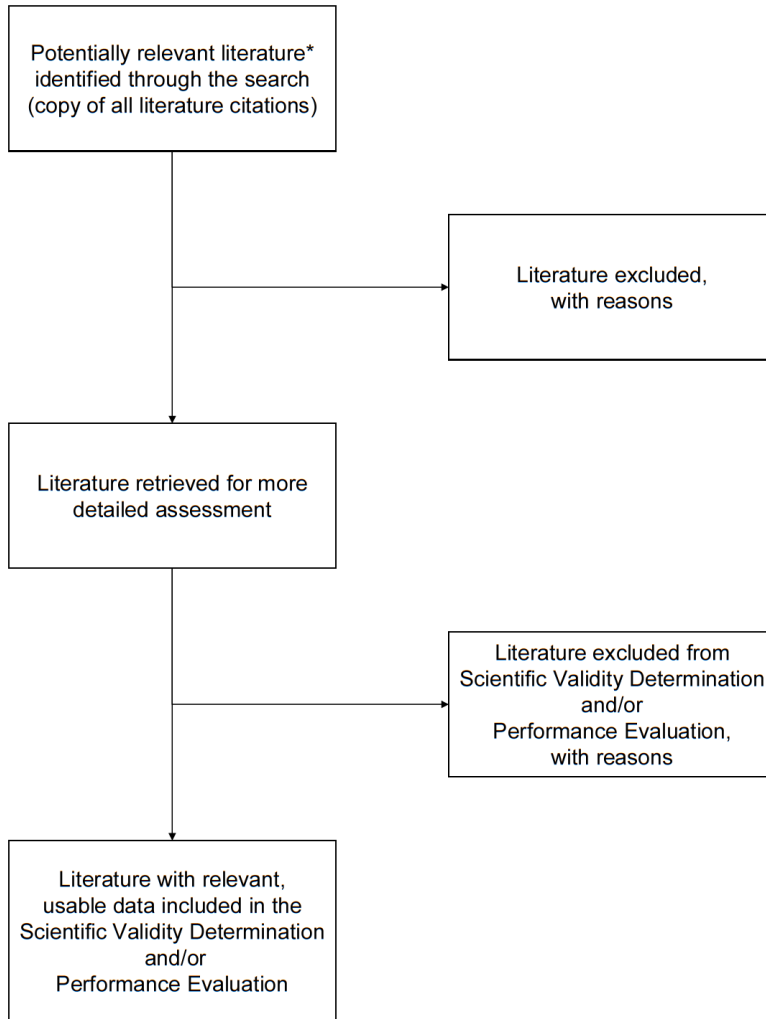 Potentially relevant literature*
identified through the search
(copy of all literature citations)
Literature excluded,
with reasons
Literature retrieved for more
detailed assessment
Literature excluded from
Scientific Validity Determination
and/or
Performance Evaluation,
with reasons
Literature with relevant,
usable data included in the
Scientific Validity Determination
and/or
Performance Evaluation